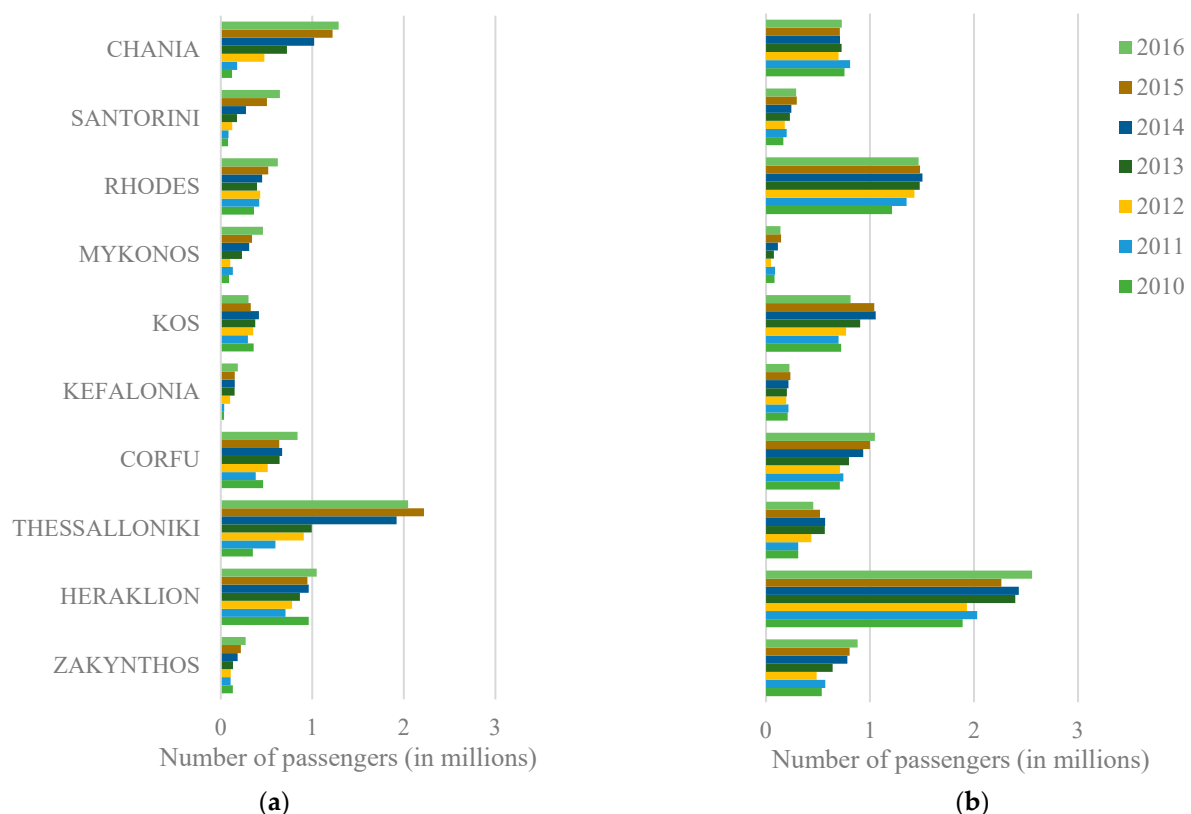 CHANIA
SANTORINI
RHODES
MYKONOS
KOS
KEFALONIA
CORFU
THESSALLONIKI
HERAKLION
ZAKYNTHOS
0 1 2 3
Number of passengers (in millions)
(a)
0 1 2 3
Number of passengers (in millions)
(b)
2016
2015
2014
2013
2012
2011
2010